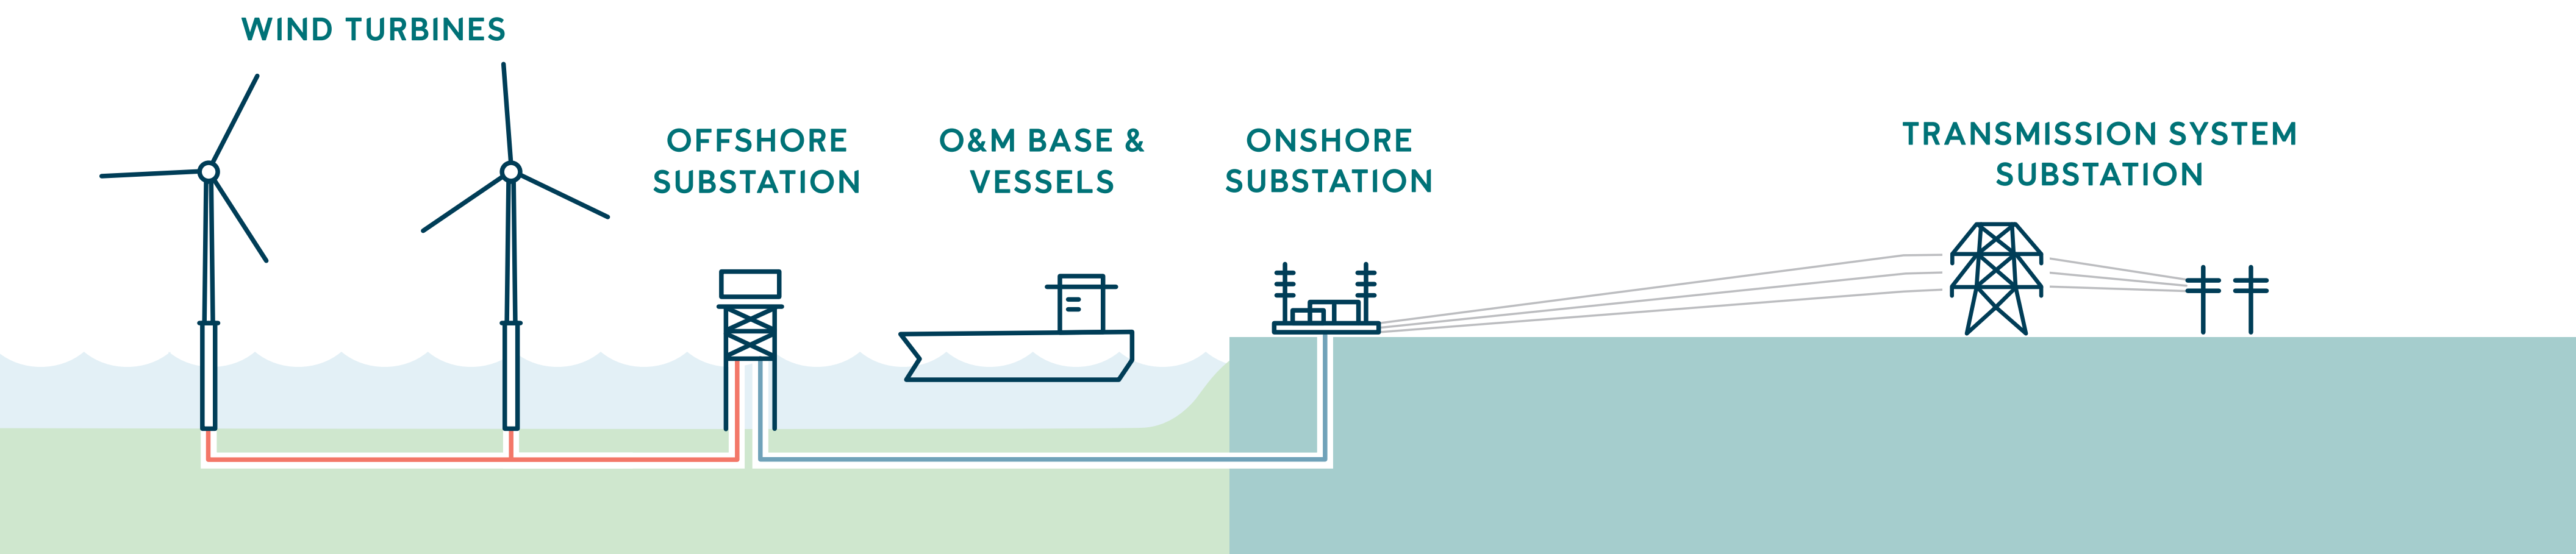 WIND TURBINES
OFFSHORE
SUBSTATION
O&M BASE &
VESSELS
ONSHORE
SUBSTATION
TRANSMISSION SYSTEM
SUBSTATION